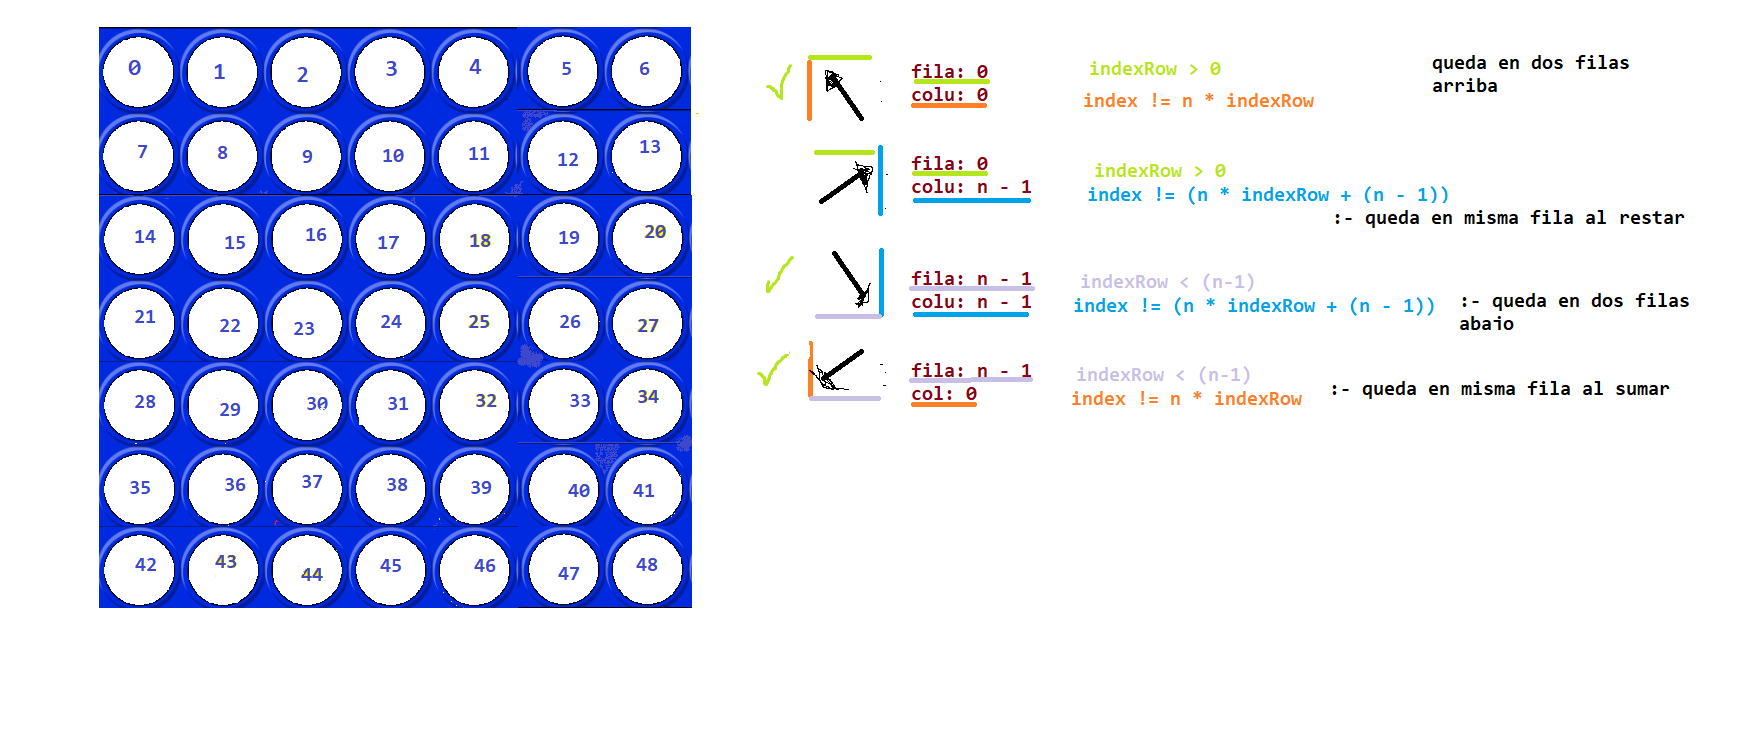 0 1 2 3 4 5 6
7 8 9 10 11 12 13
14 15 16 17 18 19 20
21 22 23 24 25 26 27
28 29 30 31 32 33 34
35 36 37 38 39 40 41
42 43 44 45 46 47 48
fila: 0
colu: 0
indexRow > 0
index != n * indexRow
queda en dos filas
arriba
fila: 0
colu: n - 1
indexRow > 0
index != (n * indexRow + (n - 1))
:- queda en misma fila al restar
fila: n - 1
colu: n - 1
indexRow < (n-1)
index != (n * indexRow + (n - 1))
:- queda en dos filas
abaio
fila: n - 1
col: 0
indexRow < (n-1)
index != n * indexRow
:- queda en misma fila al sumar